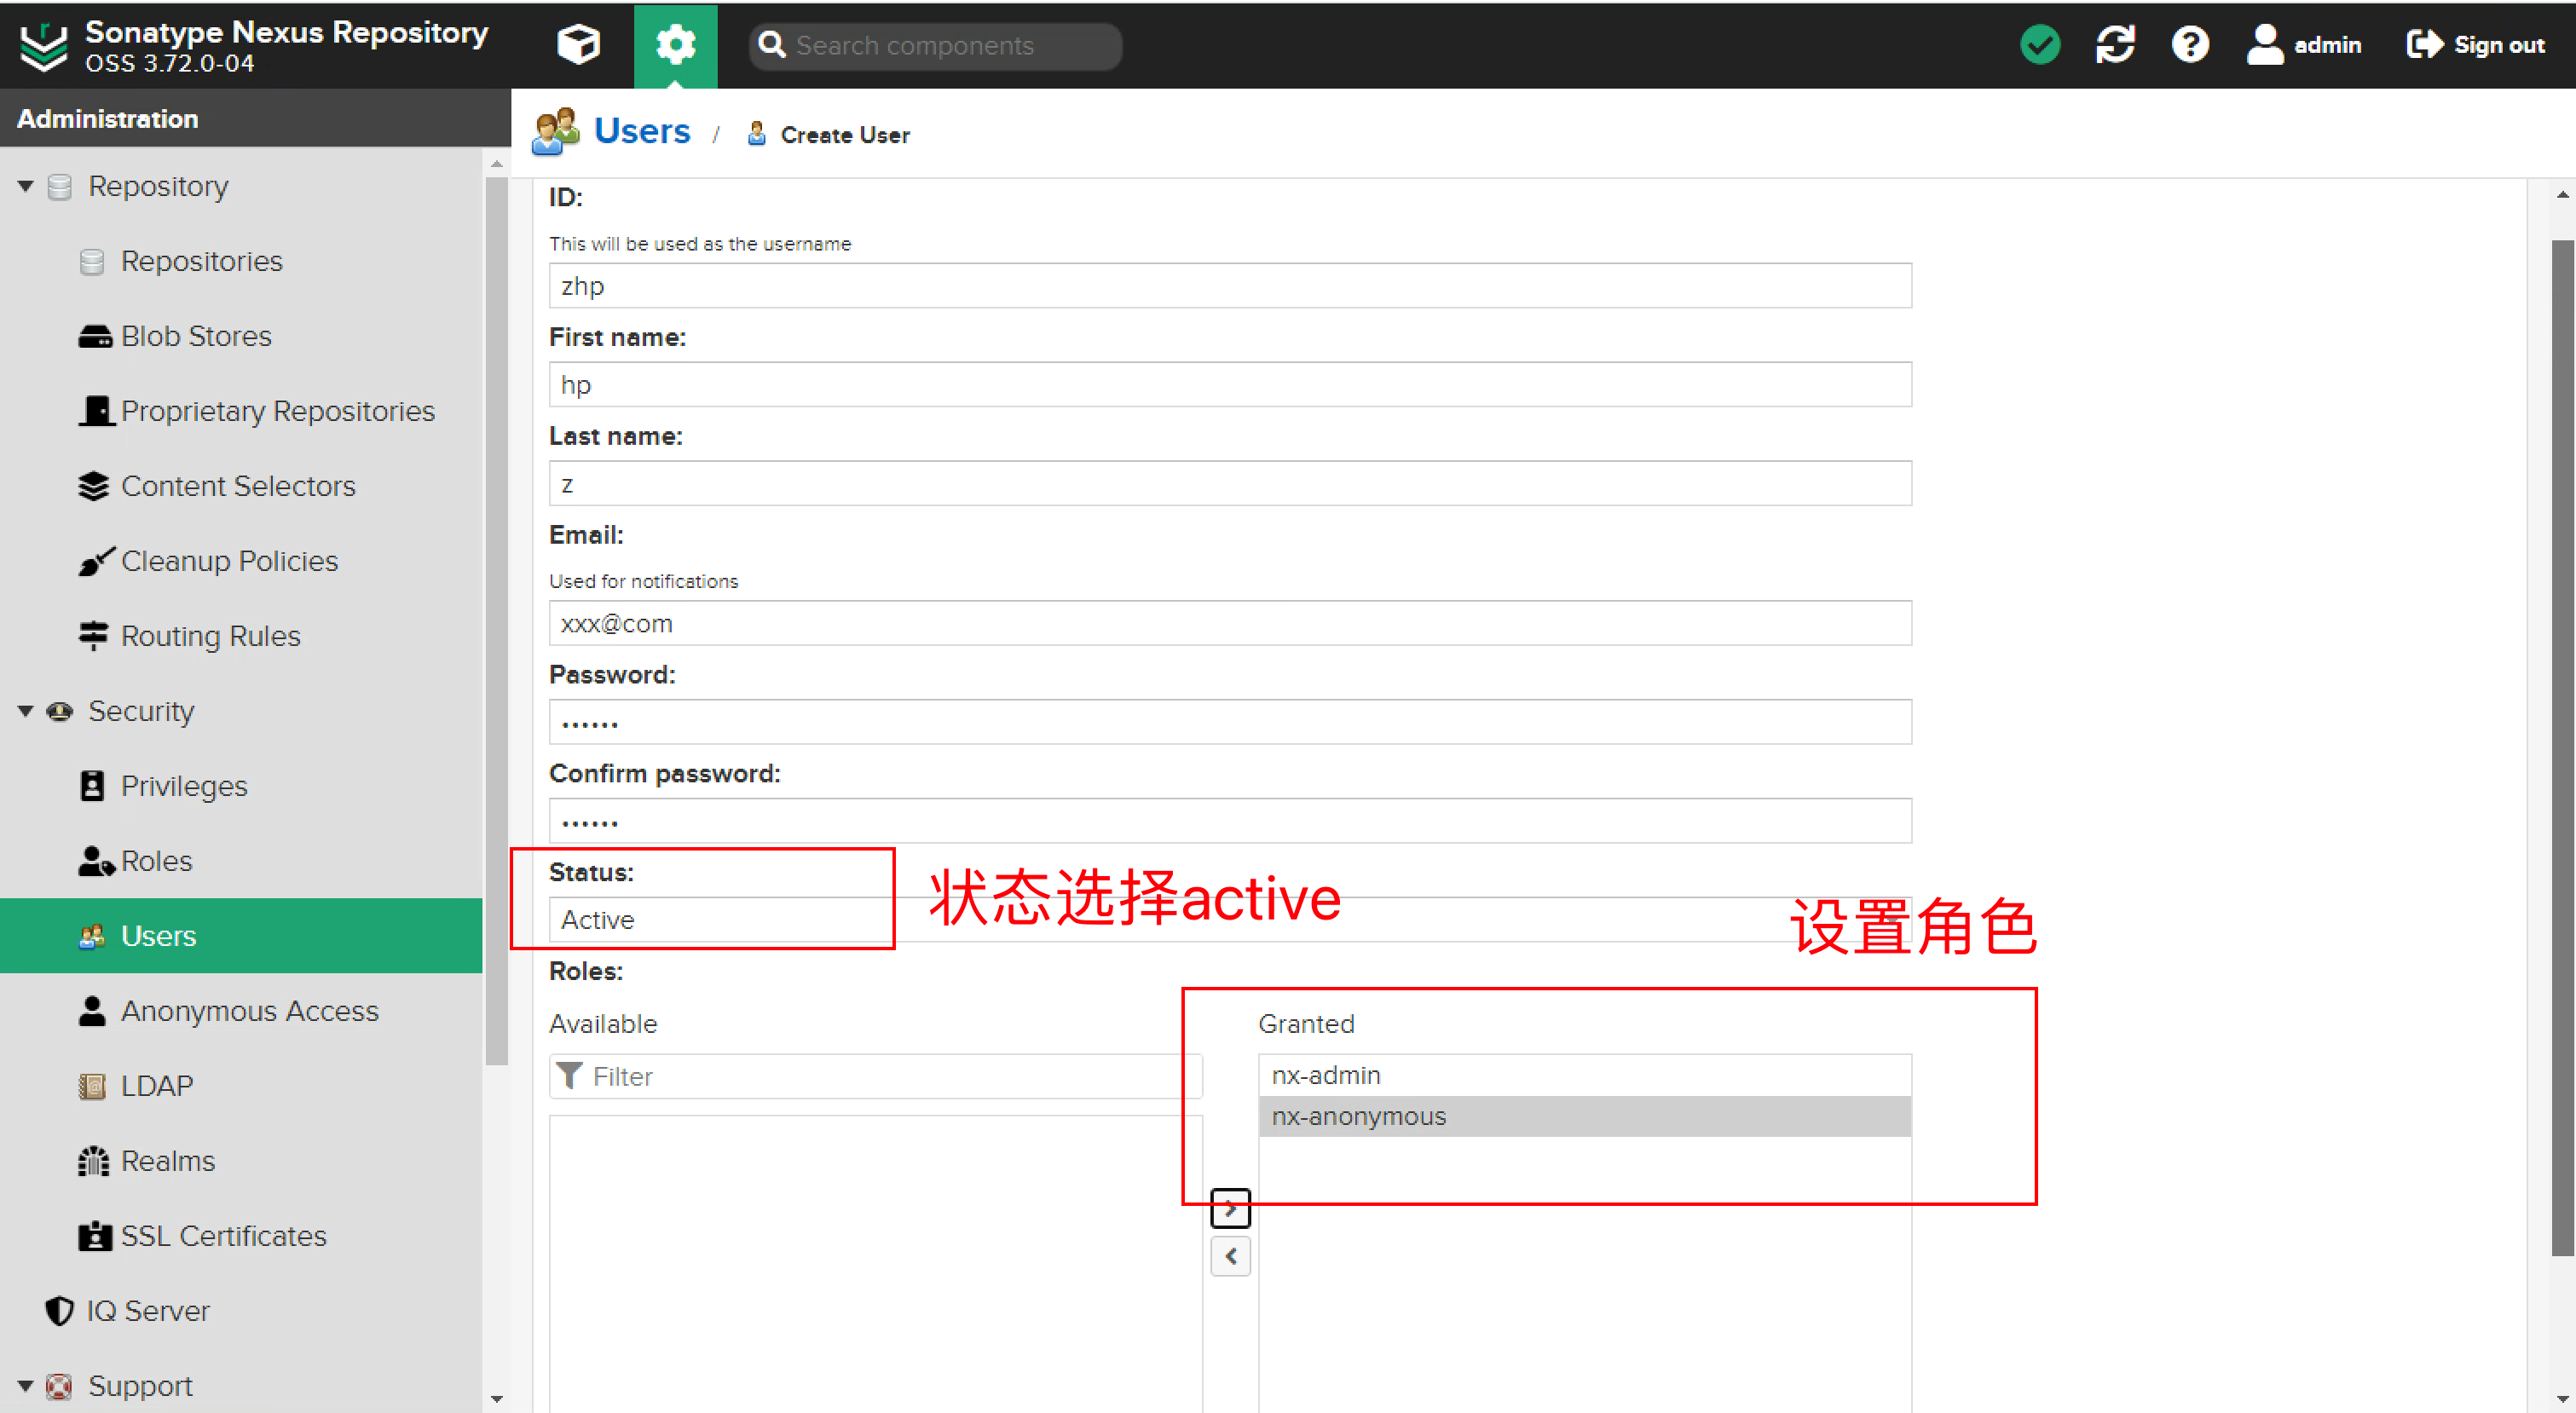 Sonatype Nexus Repository
OSS 3.72.0-04
Search components
admin
Sign out
Administration
Users / Create User
Repository
Repositories
Blob Stores
Proprietary Repositories
Content Selectors
Cleanup Policies
Routing Rules
Security
Privileges
Roles
Users
Anonymous Access
LDAP
Realms
SSL Certificates
IQ Server
Support
ID:
This will be used as the username
zhp
First name:
hp
Last name:
z
Email:
Used for notifications
xxx@com
Password:
••••••
Confirm password:
••••••
Status:
Active
状态选择active
设置角色
Roles:
Available
Filter
Granted
nx-admin
nx-anonymous